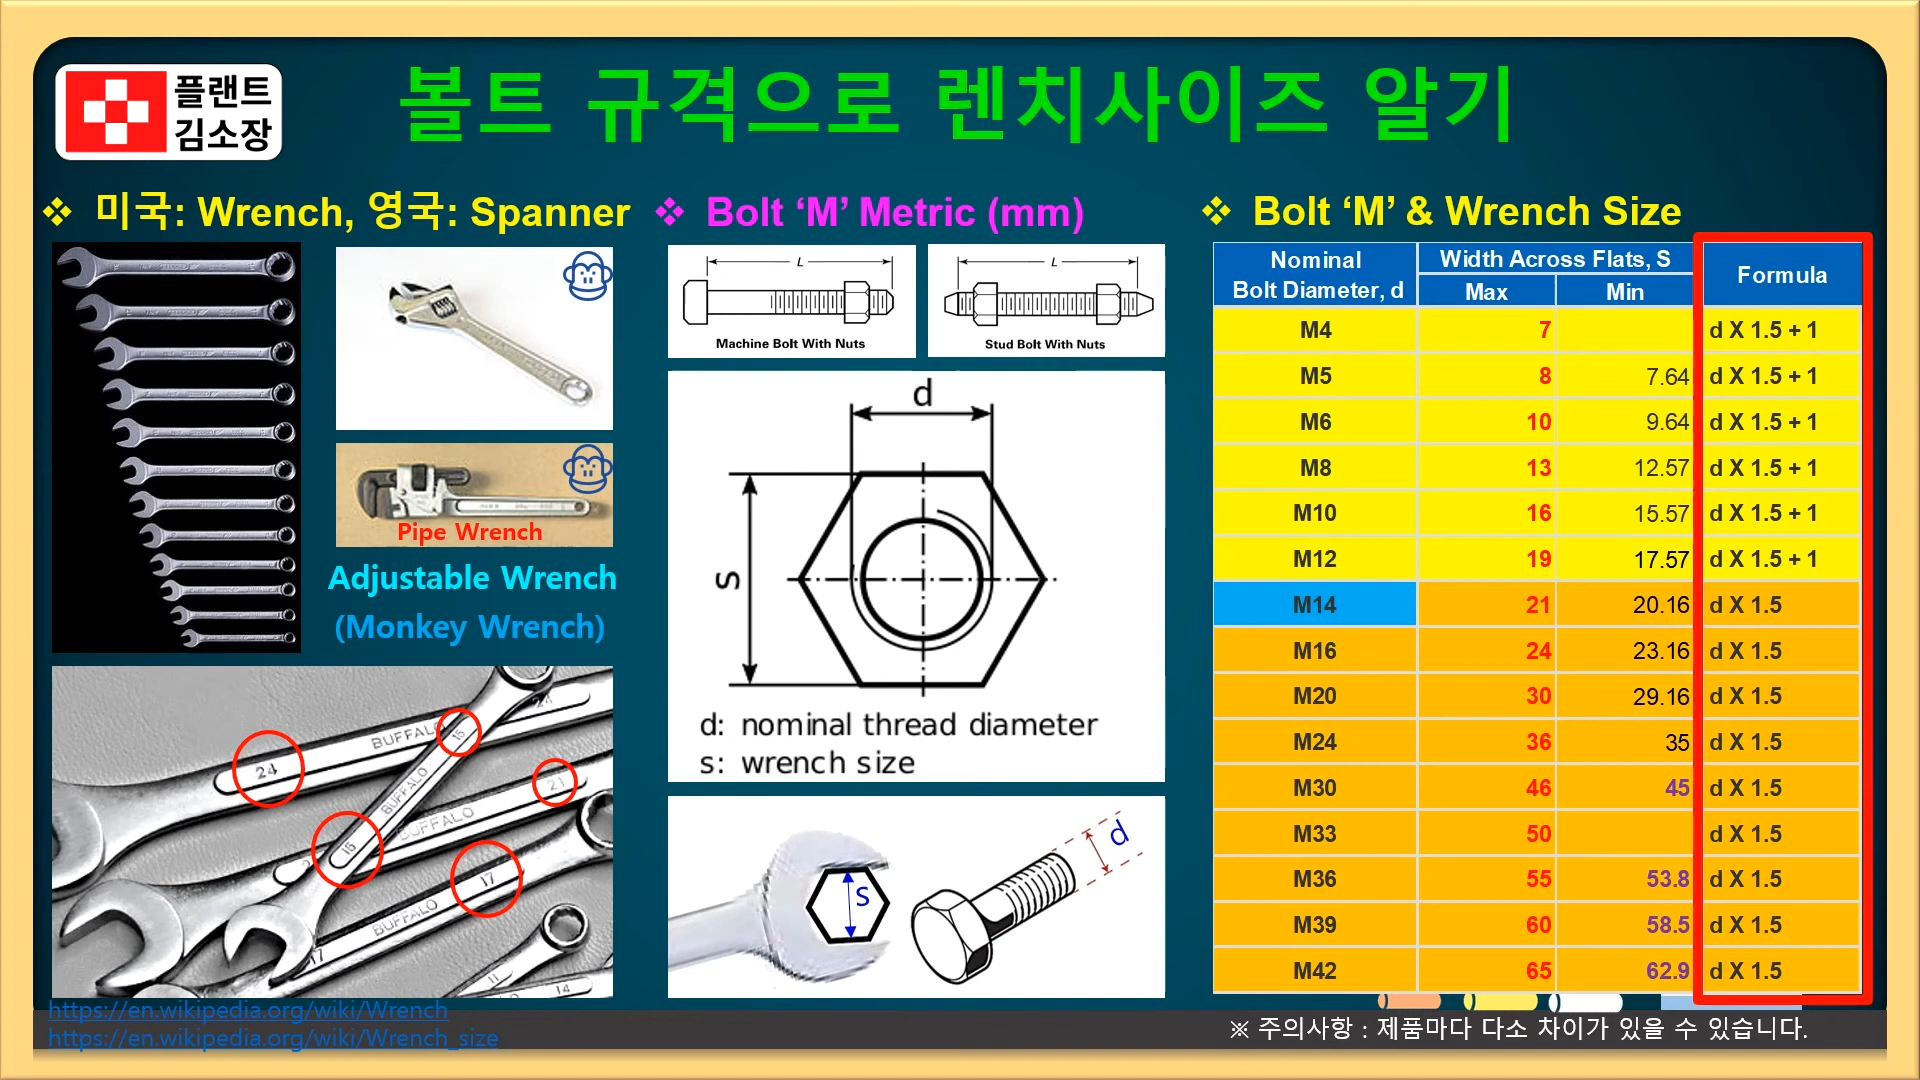 플랜트
김소장
볼트 규격으로 렌치사이즈 알기
❖ 미국: Wrench, 영국: Spanner
Pipe Wrench
Adjustable Wrench
(Monkey Wrench)
24
BUFFALO
15
24
BUFFALO
15
21
BUFFALO
17
BUFFALO
17
11
14
https://en.wikipedia.org/wiki/Wrench
https://en.wikipedia.org/wiki/Wrench_size
❖ Bolt ‘M’ Metric (mm)
L
Machine Bolt With Nuts
L
Stud Bolt With Nuts
d
s
d: nominal thread diameter
s: wrench size
S
d
❖ Bolt ‘M’ & Wrench Size
Nominal Bolt Diameter, d Width Across Flats, S Formula
Max Min
M4 7 d X 1.5 + 1
M5 8 7.64 d X 1.5 + 1
M6 10 9.64 d X 1.5 + 1
M8 13 12.57 d X 1.5 + 1
M10 16 15.57 d X 1.5 + 1
M12 19 17.57 d X 1.5 + 1
M14 21 20.16 d X 1.5
M16 24 23.16 d X 1.5
M20 30 29.16 d X 1.5
M24 36 35 d X 1.5
M30 46 45 d X 1.5
M33 50 d X 1.5
M36 55 53.8 d X 1.5
M39 60 58.5 d X 1.5
M42 65 62.9 d X 1.5
※ 주의사항 : 제품마다 다소 차이가 있을 수 있습니다.